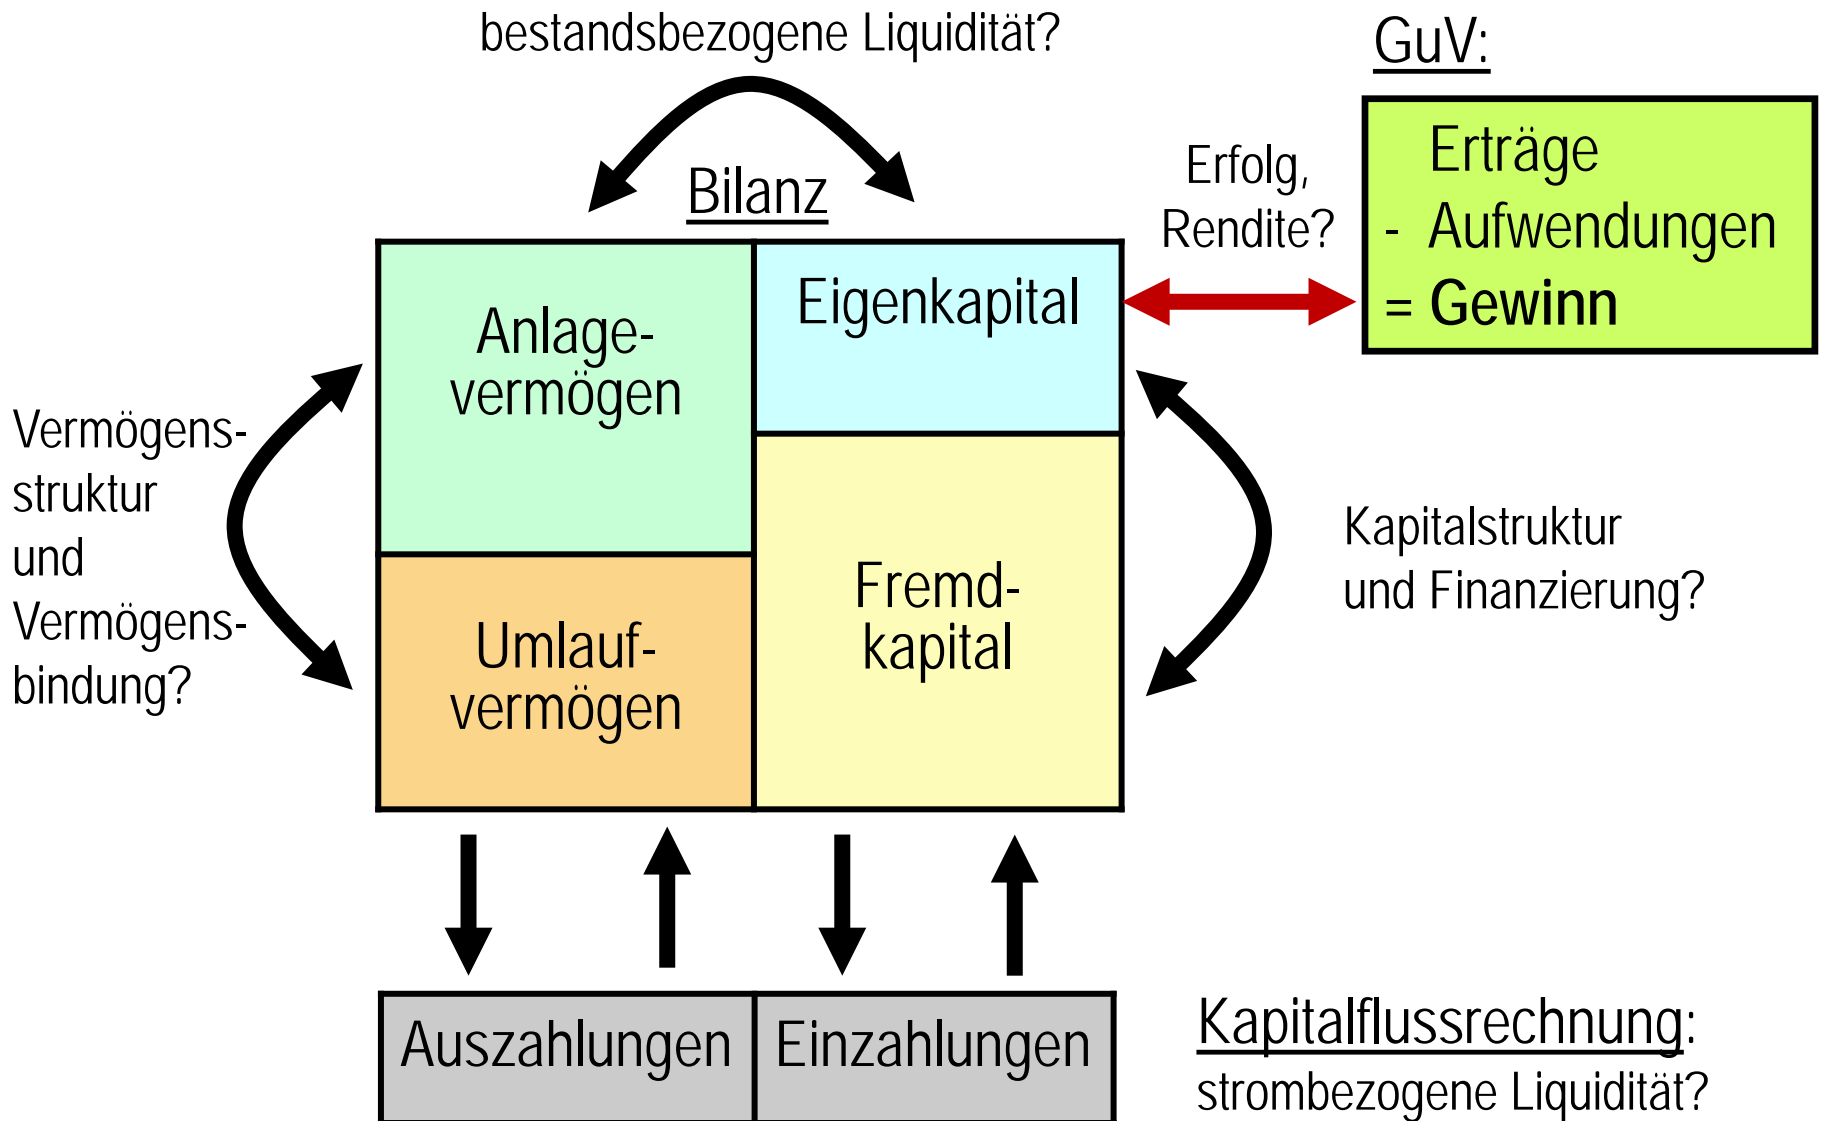 bestandsbezogene Liquidität?
GuV:
Erträge
- Aufwendungen
= Gewinn
Erfolg,
Rendite?
Bilanz
Anlage-
vermögen
Eigenkapital
Vermögens-
struktur
und
Vermögens-
bindung?
Umlauf-
vermögen
Fremd-
kapital
Kapitalstruktur
und Finanzierung?
Auszahlungen
Einzahlungen
Kapitalflussrechnung:
strombezogene Liquidität?